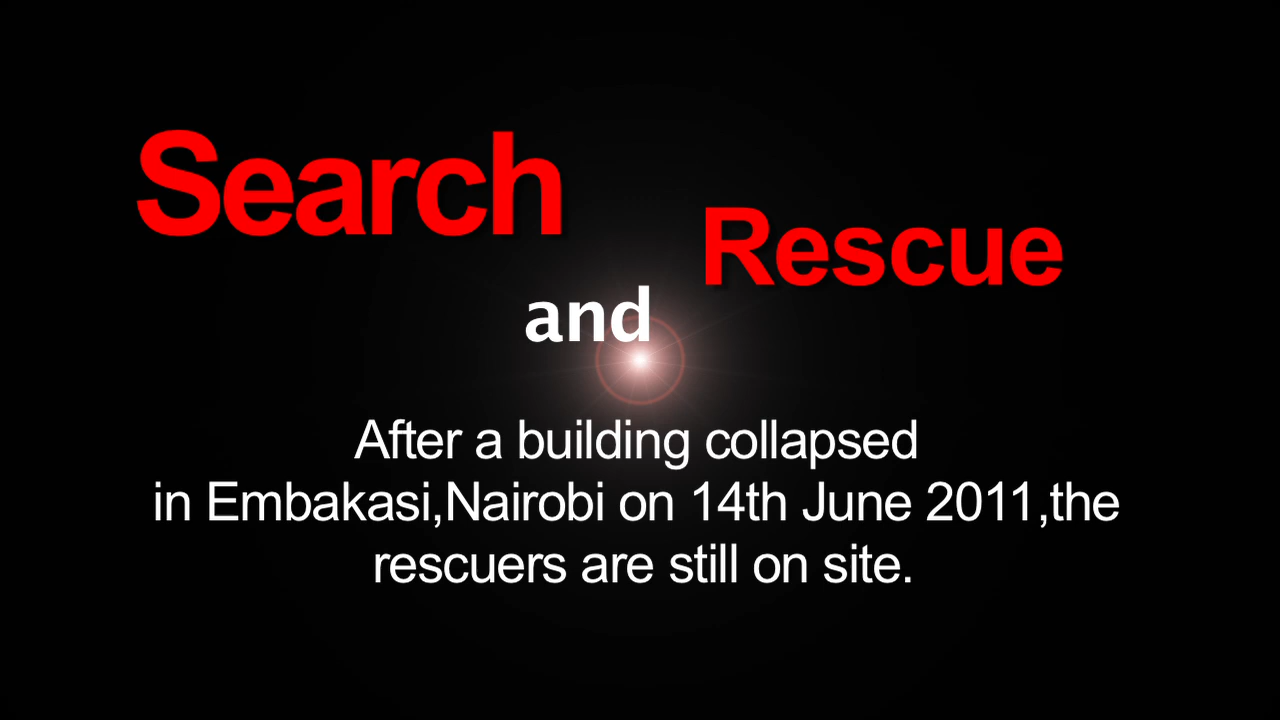 Search
and
Rescue
After a building collapsed
in Embakasi,Nairobi on 14th June 2011,the
rescuers are still on site.